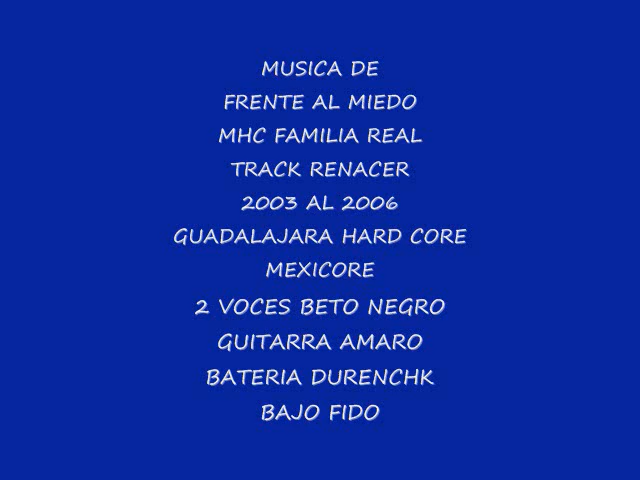 MUSICA DE
FRENTE AL MIEDO
MHC FAMILIA REAL
TRACK RENACER
2003 AL 2006
GUADALAJARA HARD CORE
MEXICORE
2 VOCES BETO NEGRO
GUITARRA AMARO
BATERIA DURENCHK
BAJO FIDO